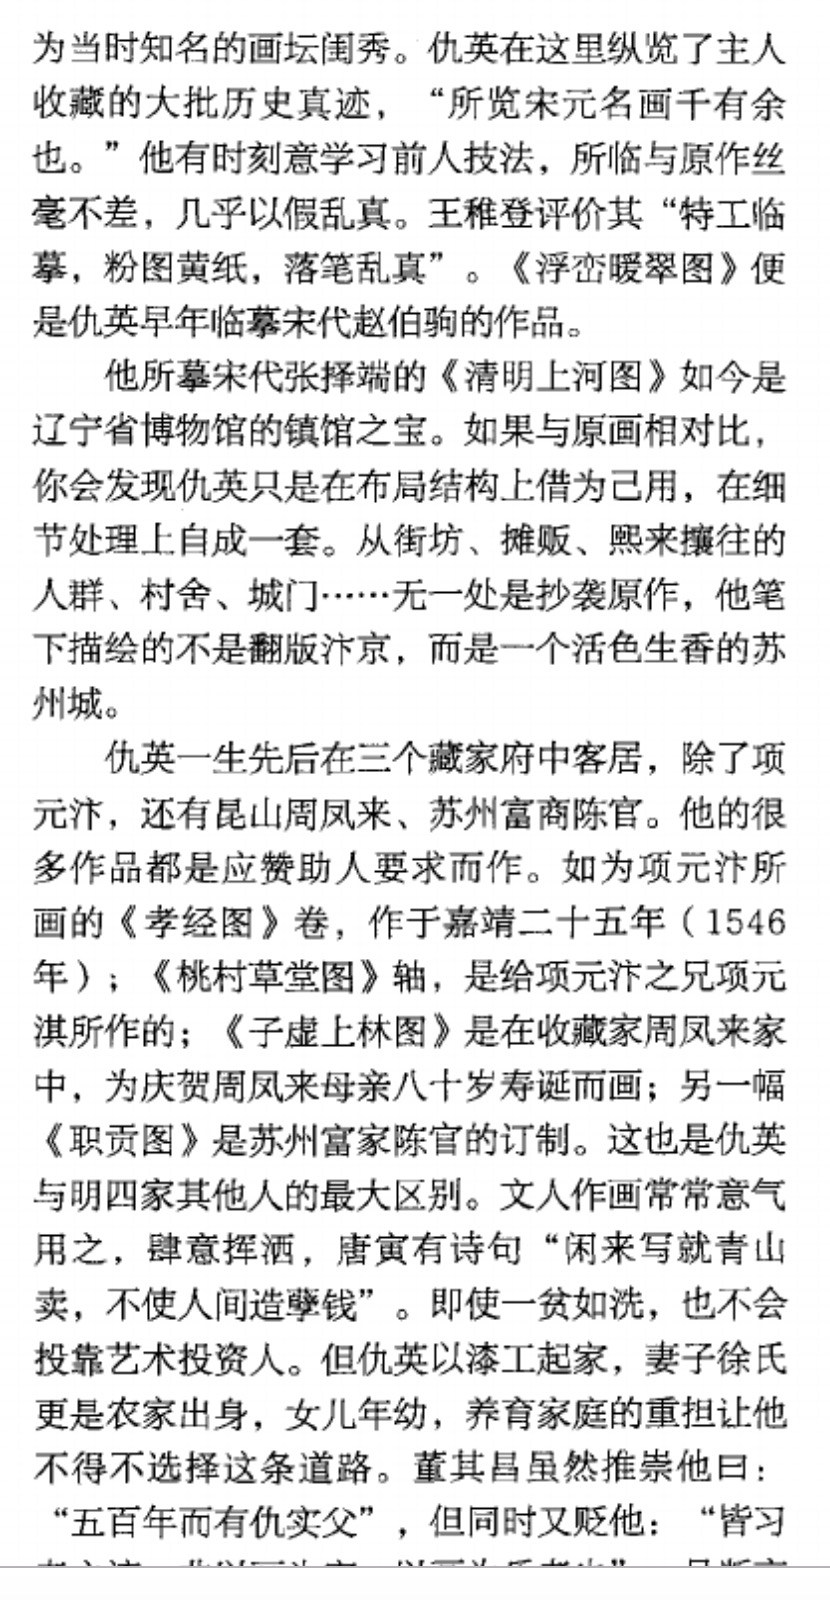 为当时知名的画坛闺秀。仇英在这里纵览了主人
收藏的大批历史真迹，“所览宋元名画千有余
也。”他有时刻意学习前人技法，所临与原作丝
毫不差，几乎以假乱真。王稚登评价其“特工临
摹，粉图黄纸，落笔乱真”。《浮峦暖翠图》便
是仇英早年临摹宋代赵伯驹的作品。
他所摹宋代张择端的《清明上河图》如今是
辽宁省博物馆的镇馆之宝。如果与原画相对比，
你会发现仇英只是在布局结构上借为己用，在细
节处理上自成一套。从街坊、摊贩、熙来攘往的
人群、村舍、城门……无一处是抄袭原作，他笔
下描绘的不是翻版汴京，而是一个活色生香的苏
州城。
仇英一生先后在三个藏家府中客居，除了项
元汴，还有昆山周凤来、苏州富商陈官。他的很
多作品都是应赞助人要求而作。如为项元汴所
画的《孝经图》卷，作于嘉靖二十五年（1546
年）；《桃村草堂图》轴，是给项元汴之兄项元
淇所作的；《子虚上林图》是在收藏家周凤来家
中，为庆贺周凤来母亲八十岁寿诞而画；另一幅
《职贡图》是苏州富家陈官的订制。这也是仇英
与明四家其他人的最大区别。文人作画常常意气
用之，肆意挥洒，唐寅有诗句“闲来写就青山
卖，不使人间造孽钱”。即使一贫如洗，也不会
投靠艺术投资人。但仇英以漆工起家，妻子徐氏
更是农家出身，女儿年幼，养育家庭的重担让他
不得不选择这条道路。董其昌虽然推崇他曰：
“五百年而有仇实父”，但同时又贬他：“皆习